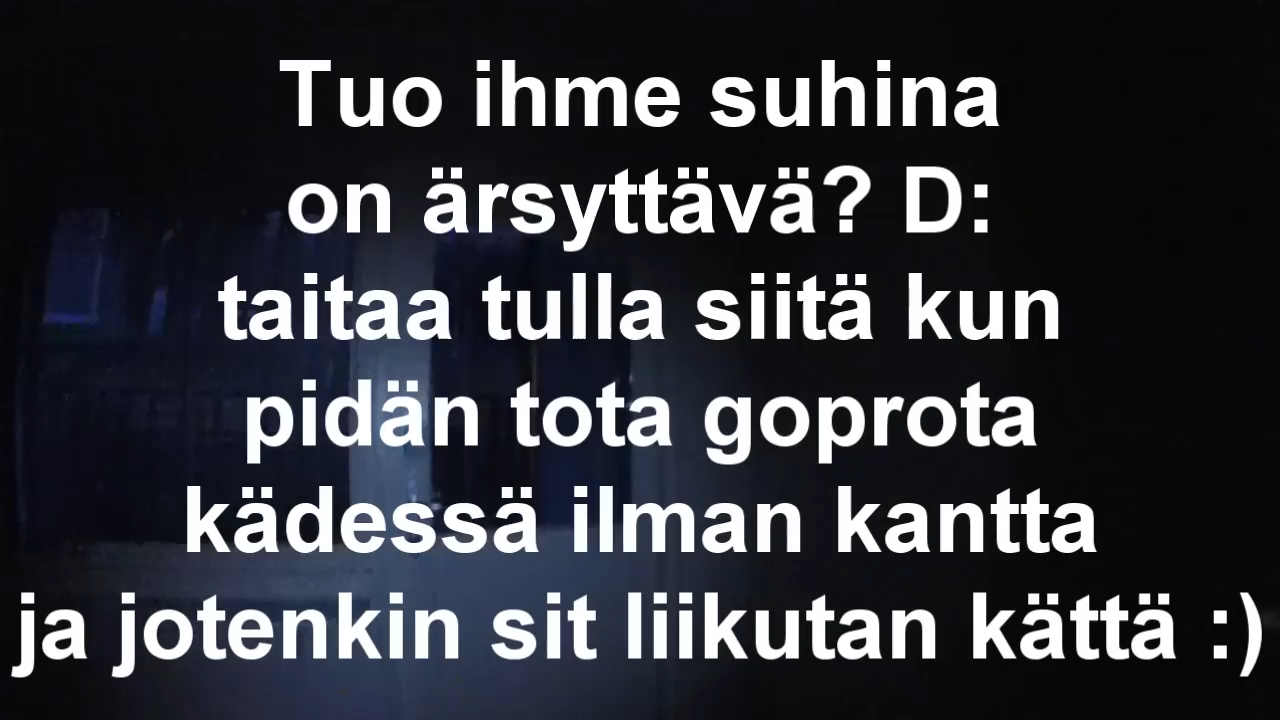 Tuo ihme suhina
on ärsyttävä? D:
taitaa tulla siitä kun
pidän tota goprota
kädessä ilman kantta
ja jotenkin sit liikutan kättä :)